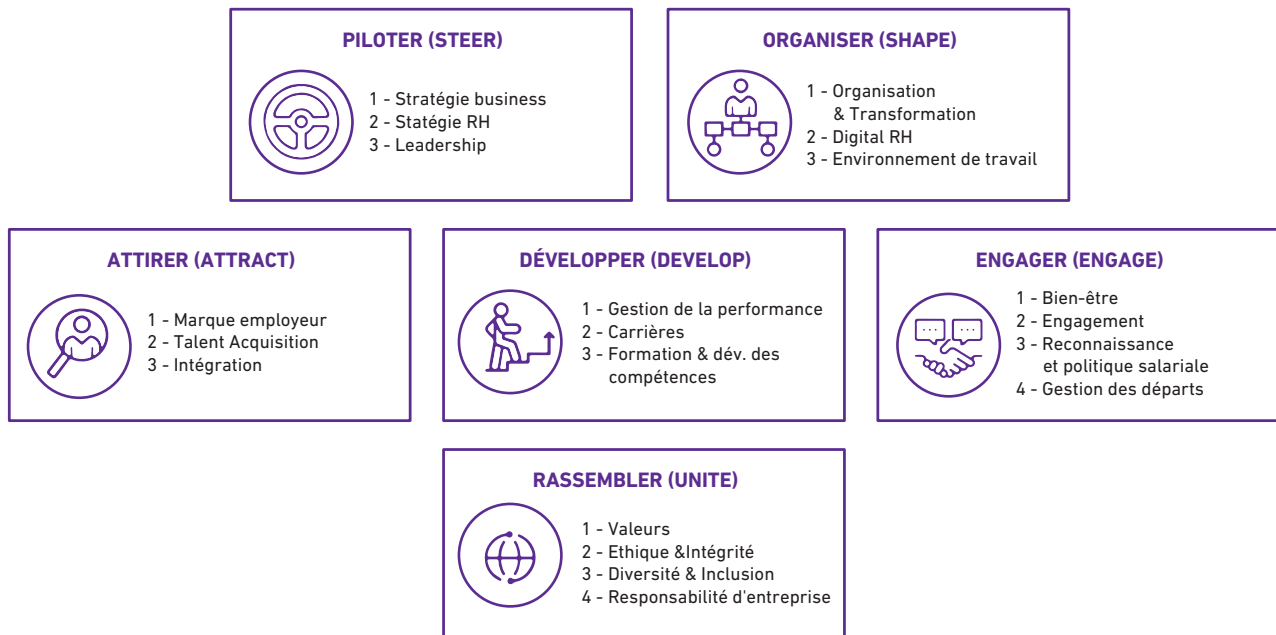 PILOTER (STEER)
1 - Stratégie business
2 - Statégie RH
3 - Leadership
ORGANISER (SHAPE)
1 - Organisation
& Transformation
2 - Digital RH
3 - Environnement de travail
ATTIRER (ATTRACT)
1 - Marque employeur
2 - Talent Acquisition
3 - Intégration
DÉVELOPPER (DEVELOP)
1 - Gestion de la performance
2 - Carrières
3 - Formation & dév. des
compétences
ENGAGER (ENGAGE)
1 - Bien-être
2 - Engagement
3 - Reconnaissance
et politique salariale
4 - Gestion des départs
RASSEMBLER (UNITE)
1 - Valeurs
2 - Ethique &Intégrité
3 - Diversité & Inclusion
4 - Responsabilité d'entreprise